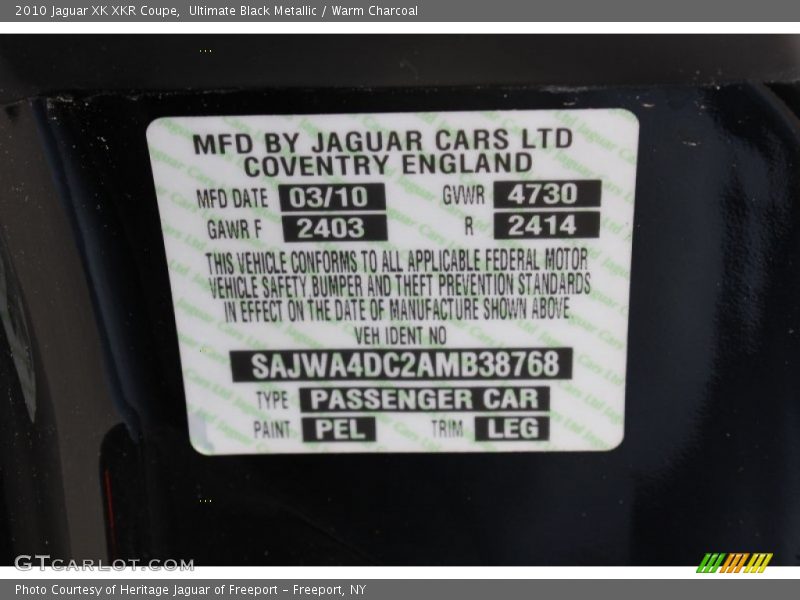 2010 Jaguar XK XKR Coupe, Ultimate Black Metallic / Warm Charcoal
MFD BY JAGUAR CARS LTD
COVENTRY ENGLAND
MFD DATE 03/10 GVWR 4730
GAWR F 2403 R 2414
THIS VEHICLE CONFORMS TO ALL APPLICABLE FEDERAL MOTOR
VEHICLE SAFETY BUMPER AND THEFT PREVENTION STANDARDS
IN EFFECT ON THE DATE OF MANUFACTURE SHOWN ABOVE
VEH IDENT NO
SAJWA4DC2AMB38768
TYPE PASSENGER CAR
PAINT PEL TRIM LEG
GTCARLOT.COM
Photo Courtesy of Heritage Jaguar of Freeport - Freeport, NY